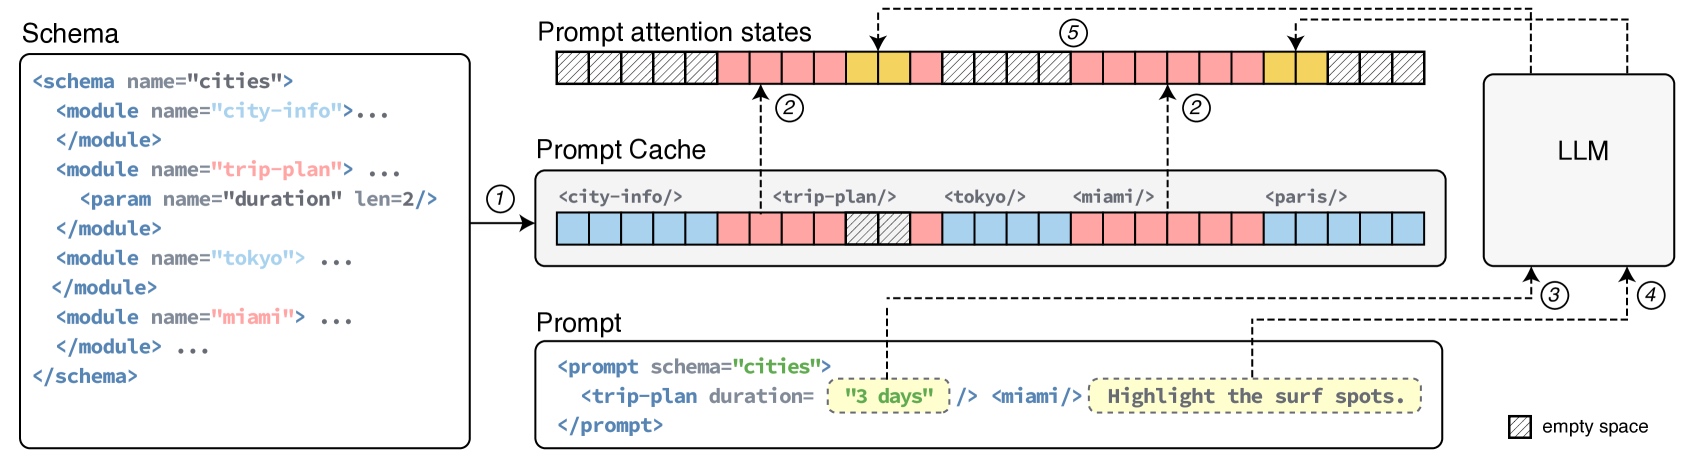 Schema
<schema name="cities">
<module name="city-info">...
</module>
<module name="trip-plan"> ...
<param name="duration" len=2/>
</module>
<module name="tokyo"> ...
</module>
<module name="miami"> ...
</module> ...
</schema>
1
Prompt attention states
5
2
2
Prompt Cache
<city-info/> <trip-plan/> <tokyo/> <miami/> <paris/>
LLM
3
4
Prompt
<prompt schema="cities">
<trip-plan duration= "3 days" /> <miami/> Highlight the surf spots.
</prompt>
empty space